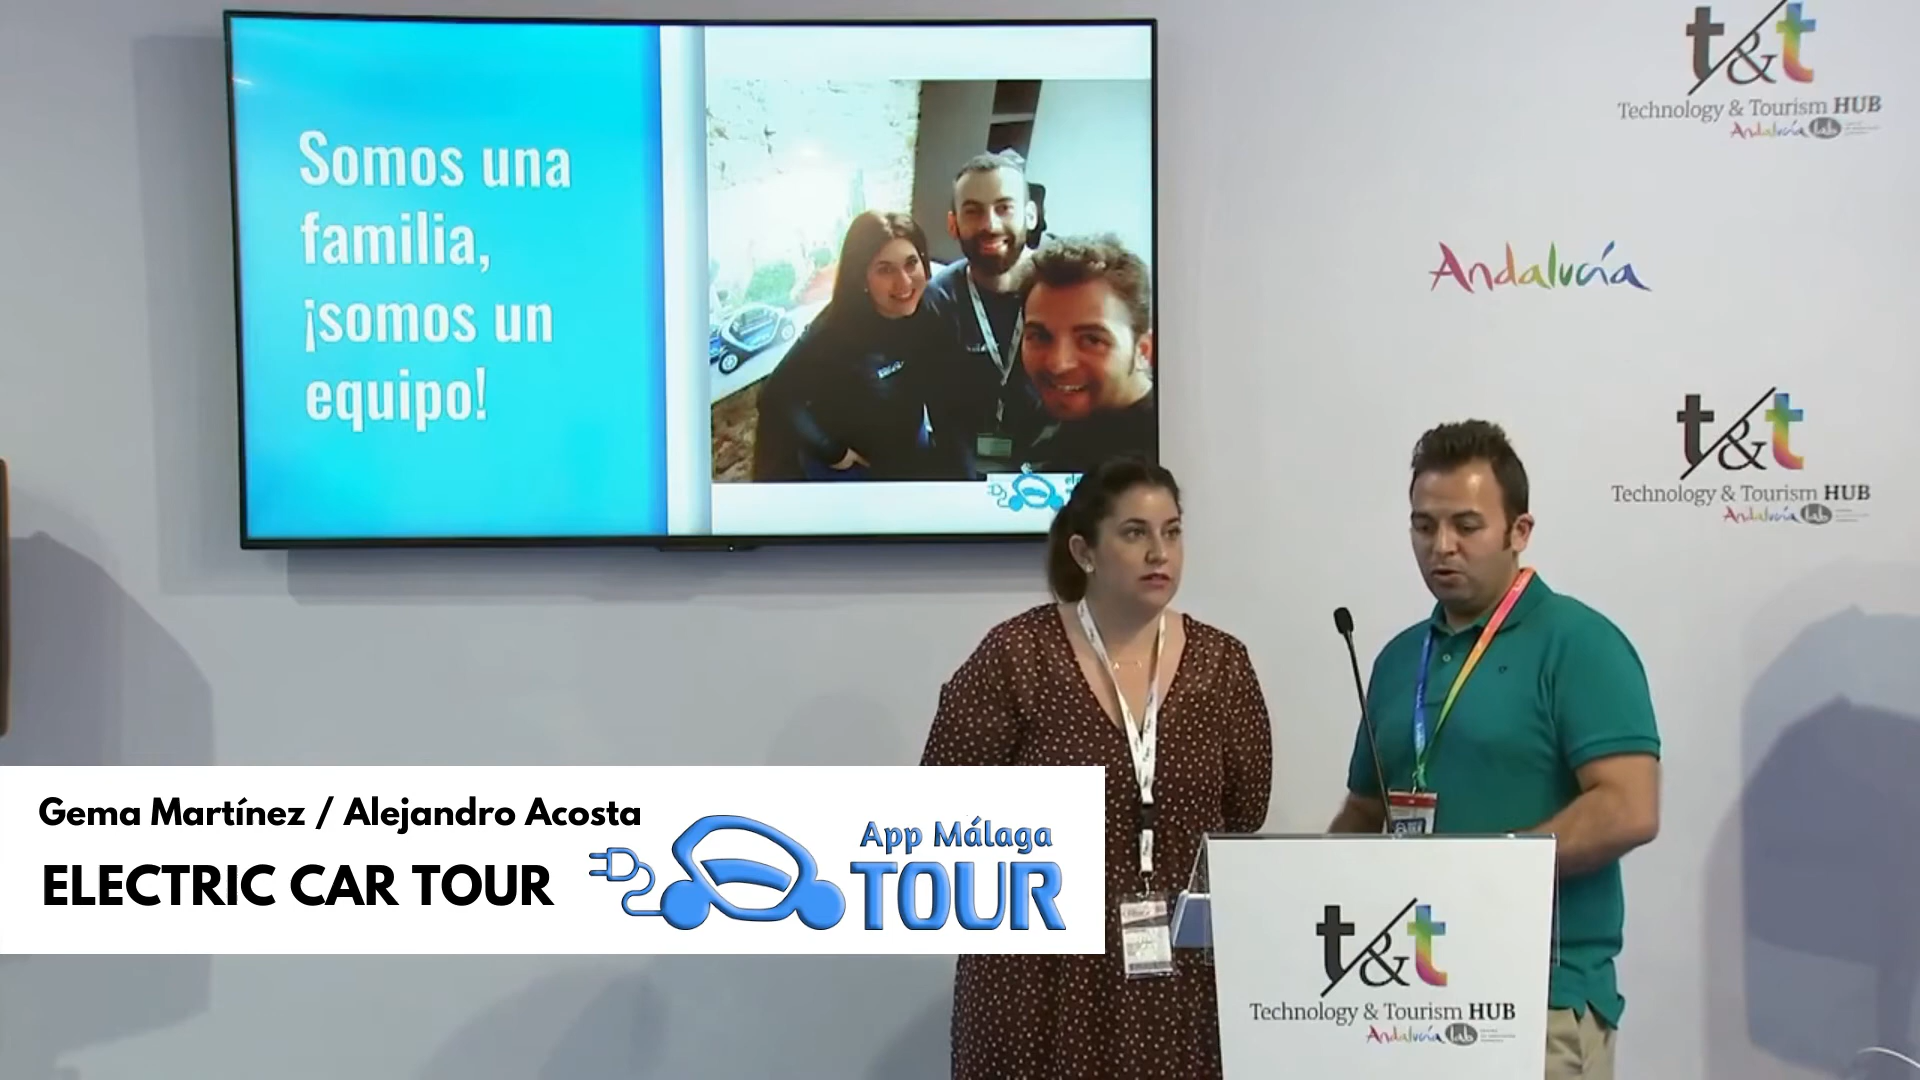 Somos una
familia,
¡somos un
equipo!
t&t
Technology & Tourism HUB
Andalucía Lab
Andalucía
t&t
Technology & Tourism HUB
Andalucía Lab
Gema Martínez / Alejandro Acosta
ELECTRIC CAR TOUR
App Málaga
TOUR
t&t
Technology & Tourism HUB
Andalucía Lab